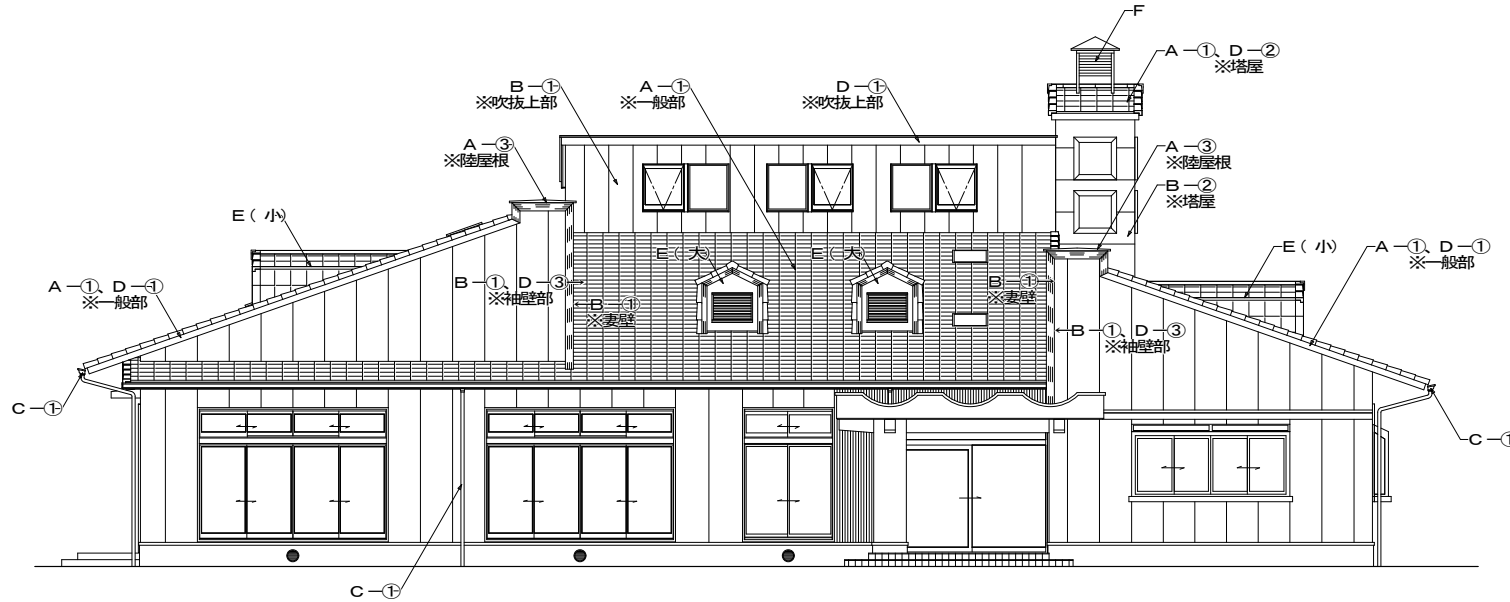 F
A-①、D-②
※塔屋
B-①
※吹抜上部
A-①
※一般部
D-①
※吹抜上部
A-③
※陸屋根
A-③
※陸屋根
B-②
※塔屋
E(小)
E(大)
E(大)
E(小)
A-①、D-①
※一般部
A-①、D-①
※一般部
B-①、D-③
※袖壁部
B-①
※妻壁
B-①
※妻壁
B-①、D-③
※袖壁部
C-①
C-①
C-①